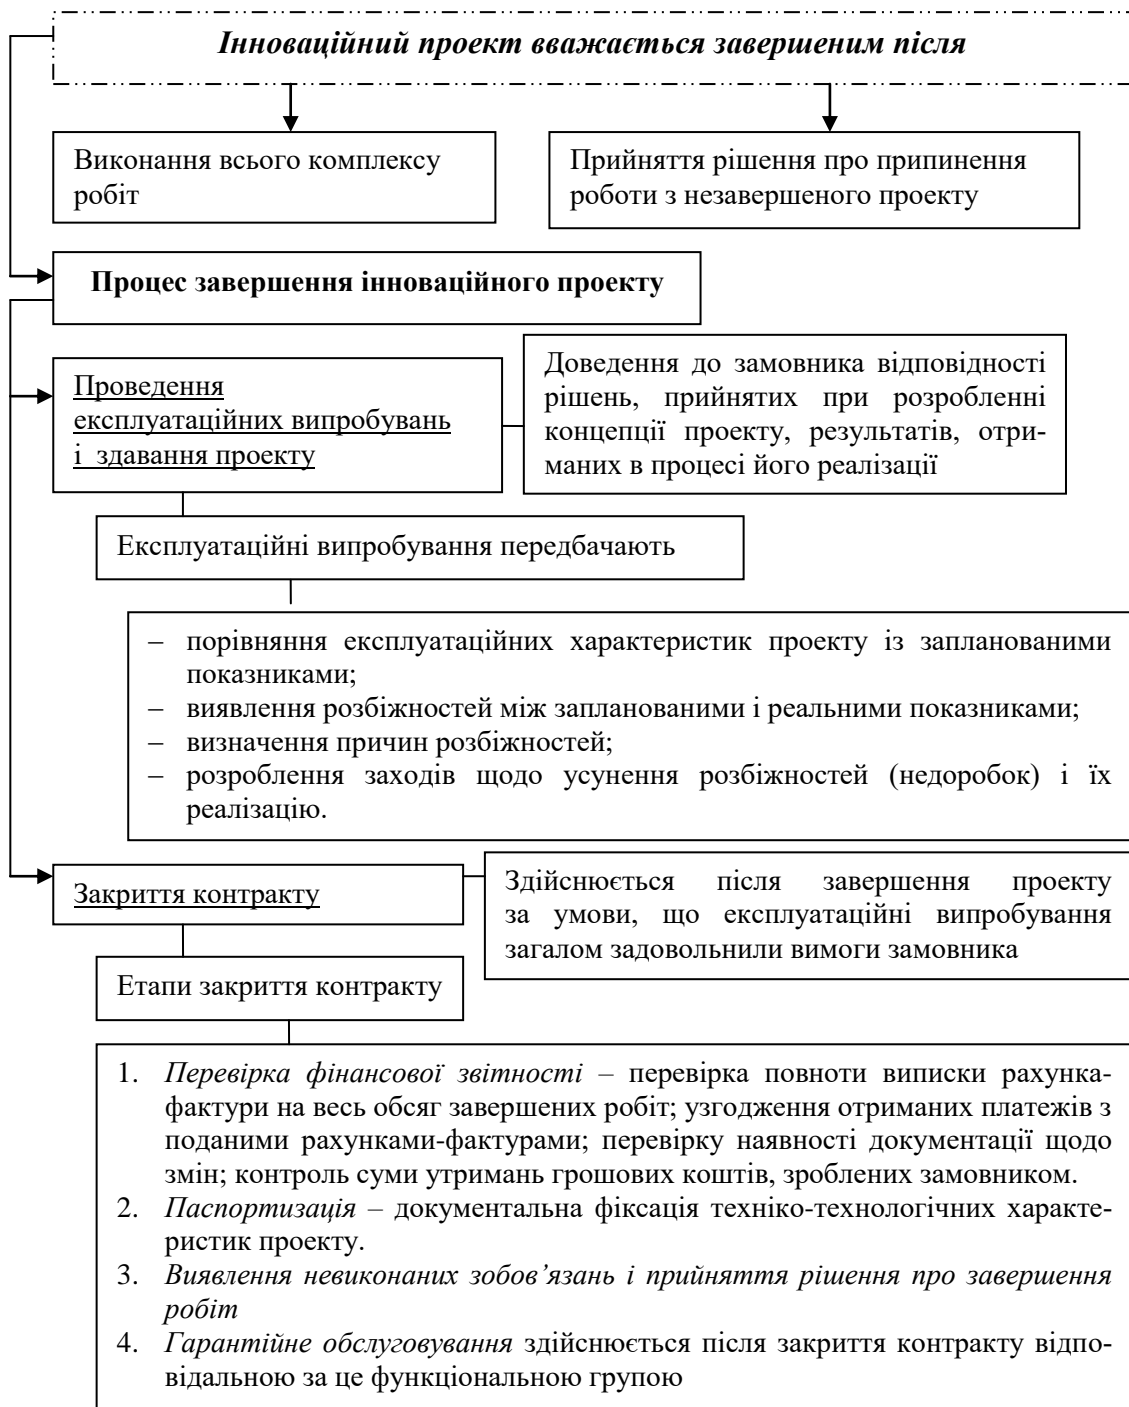 Інноваційний проект вважається завершеним після
Виконання всього комплексу
робіт
Прийняття рішення про припинення
роботи з незавершеного проекту
Процес завершення інноваційного проекту
Проведення
експлуатаційних випробувань
і здавання проекту
Доведення до замовника відповідності
рішень, прийнятих при розробленні
концепції проекту, результатів, отри-
маних в процесі його реалізації
Експлуатаційні випробування передбачають
– порівняння експлуатаційних характеристик проекту із запланованими
показниками;
– виявлення розбіжностей між запланованими і реальними показниками;
– визначення причин розбіжностей;
– розроблення заходів щодо усунення розбіжностей (недоробок) і їх
реалізацію.
Закриття контракту
Здійснюється після завершення проекту
за умови, що експлуатаційні випробування
загалом задовольнили вимоги замовника
Етапи закриття контракту
1. Перевірка фінансової звітності – перевірка повноти виписки рахунка-
фактури на весь обсяг завершених робіт; узгодження отриманих платежів з
поданими рахунками-фактурами; перевірку наявності документації щодо
змін; контроль суми утримань грошових коштів, зроблених замовником.
2. Паспортизація – документальна фіксація техніко-технологічних характе-
ристик проекту.
3. Виявлення невиконаних зобов’язань і прийняття рішення про завершення
робіт
4. Гарантійне обслуговування здійснюється після закриття контракту відпо-
відальною за це функціональною групою